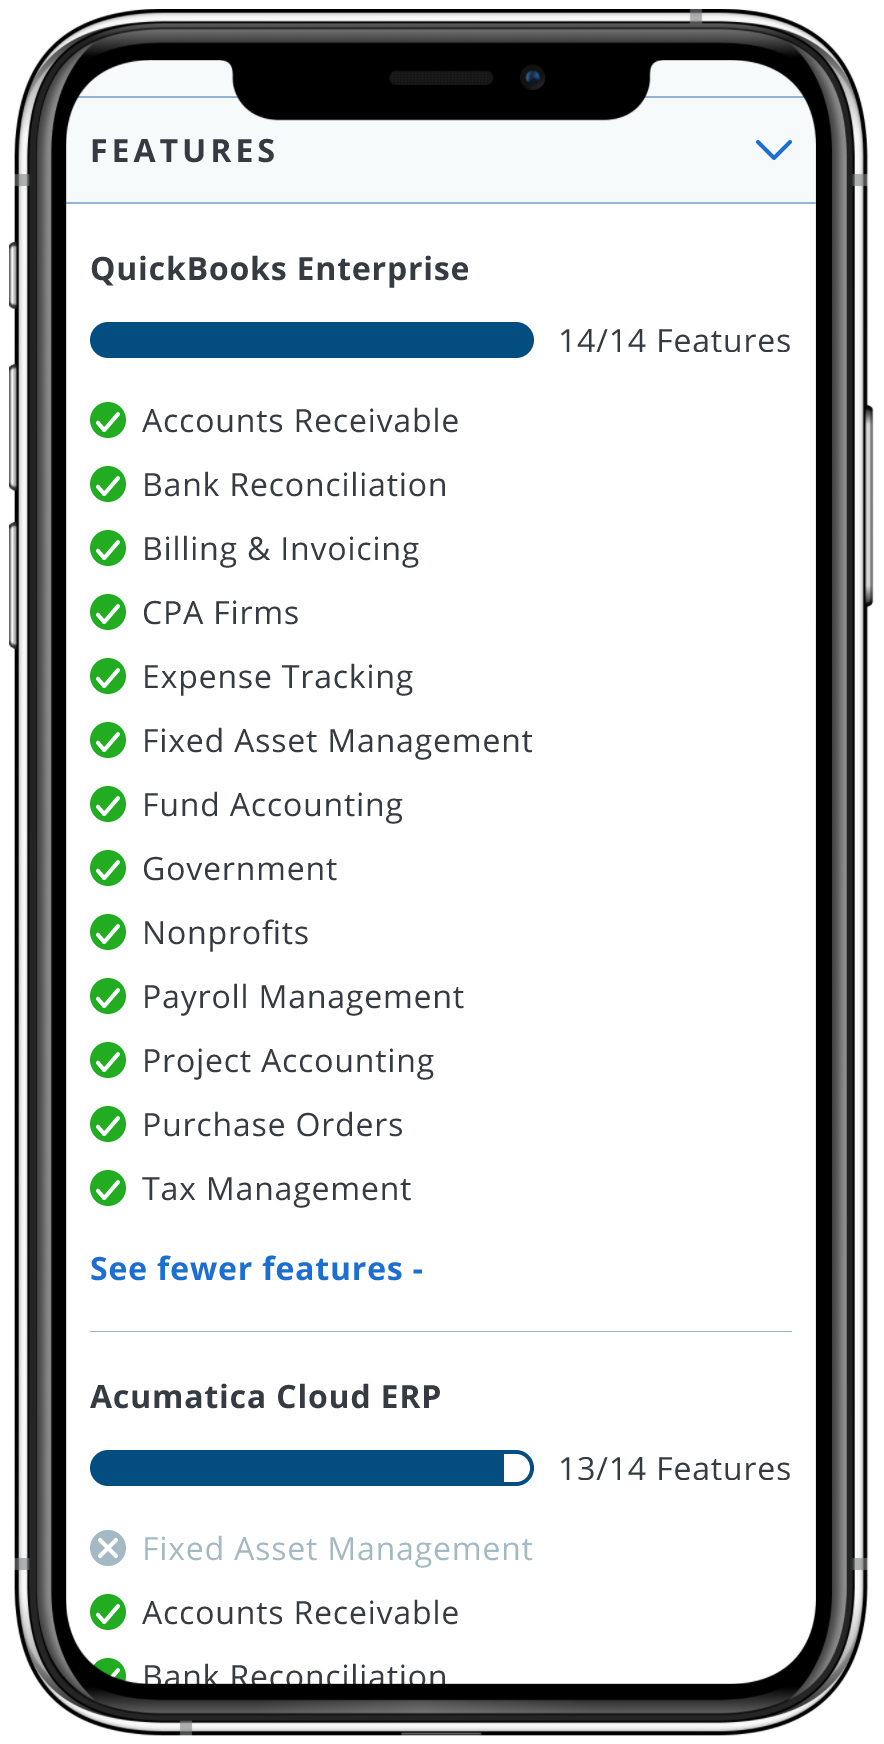 FEATURES
QuickBooks Enterprise
14/14 Features
Accounts Receivable
Bank Reconciliation
Billing & Invoicing
CPA Firms
Expense Tracking
Fixed Asset Management
Fund Accounting
Government
Nonprofits
Payroll Management
Project Accounting
Purchase Orders
Tax Management
See fewer features -
Acumatica Cloud ERP
13/14 Features
Fixed Asset Management
Accounts Receivable
Bank Reconciliation